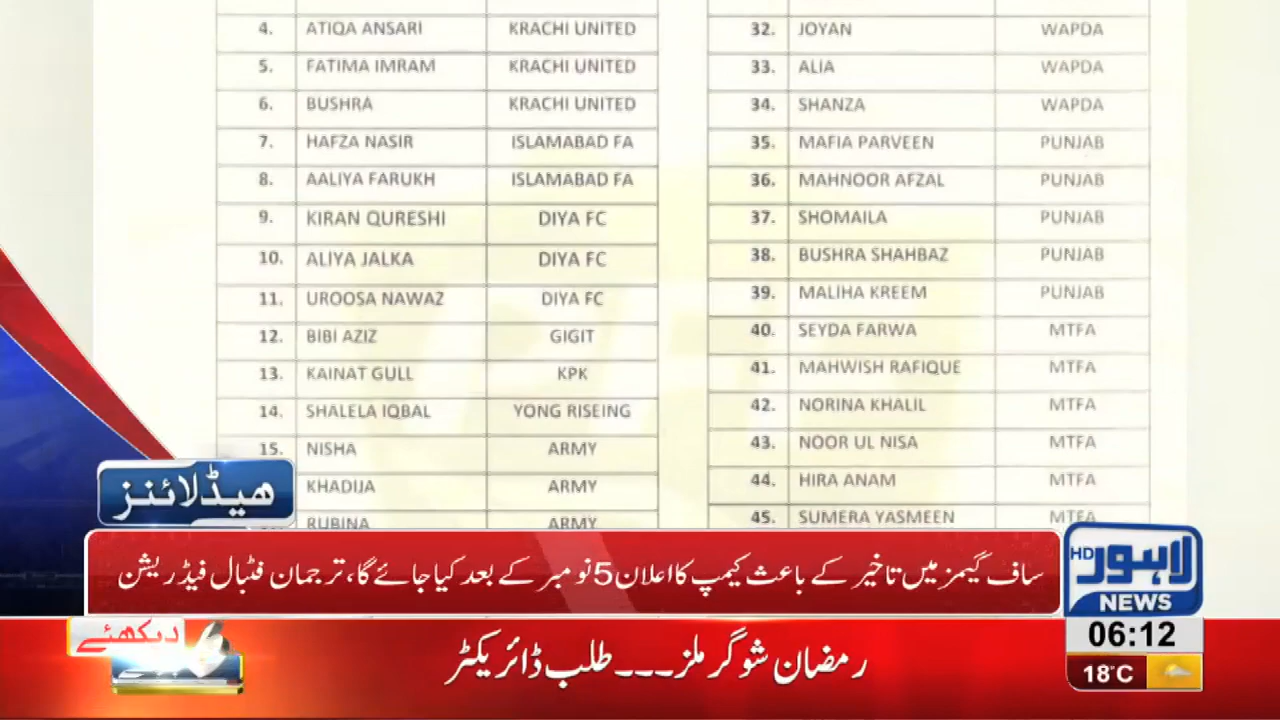 4. ATIQA ANSARI KRACHI UNITED
5. FATIMA IMRAM KRACHI UNITED
6. BUSHRA KRACHI UNITED
7. HAFZA NASIR ISLAMABAD FA
8. AALIYA FARUKH ISLAMABAD FA
9. KIRAN QURESHI DIYA FC
10. ALIYA JALKA DIYA FC
11. UROOSA NAWAZ DIYA FC
12. BIBI AZIZ GIGIT
13. KAINAT GULL KPK
14. SHALELA IQBAL YONG RISEING
15. NISHA ARMY
KHADIJA ARMY
RUBINA ARMY
32. JOYAN WAPDA
33. ALIA WAPDA
34. SHANZA WAPDA
35. MAFIA PARVEEN PUNJAB
36. MAHNOOR AFZAL PUNJAB
37. SHOMAILA PUNJAB
38. BUSHRA SHAHBAZ PUNJAB
39. MALIHA KREEM PUNJAB
40. SEYDA FARWA MTFA
41. MAHWISH RAFIQUE MTFA
42. NORINA KHALIL MTFA
43. NOOR UL NISA MTFA
44. HIRA ANAM MTFA
45. SUMERA YASMEEN MTFA
ہیڈلائنز
ساف گیمز میں تاخیر کے باعث کیمپ کا اعلان 5 نومبر کے بعد کیا جائے گا، ترجمان فٹبال فیڈریشن
HD لاہور
NEWS
06:12
18°C
دیکھئے
رمضان شوگر ملز۔۔۔ طلب ڈائریکٹر